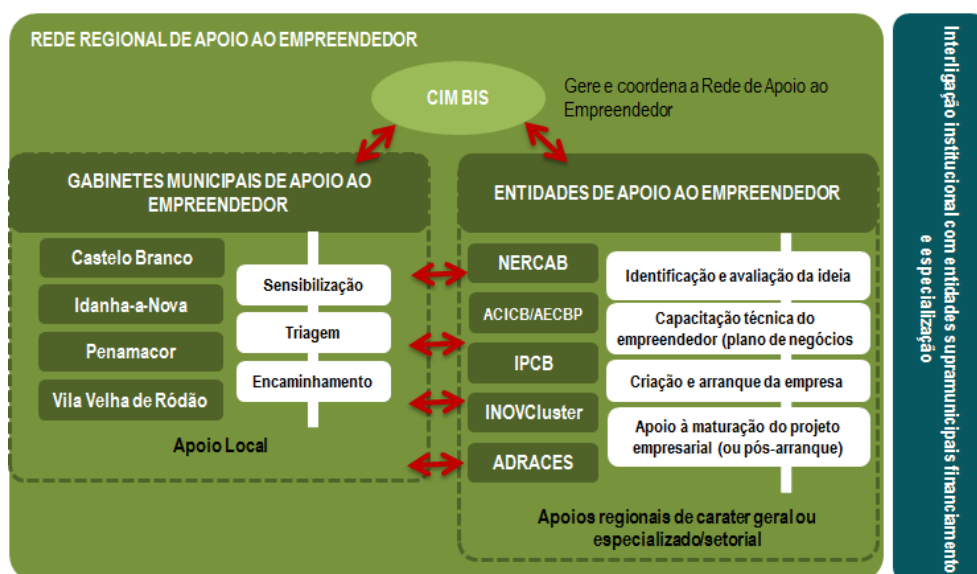 REDE REGIONAL DE APOIO AO EMPREENDEDOR
CIM BIS
Gere e coordena a Rede de Apoio ao
Empreendedor
GABINETES MUNICIPAIS DE APOIO AO
EMPREENDEDOR
Castelo Branco
Idanha-a-Nova
Penamacor
Vila Velha de Ródão
Sensibilização
Triagem
Encaminhamento
Apoio Local
ENTIDADES DE APOIO AO EMPREENDEDOR
NERCAB
ACICB/AECBP
IPCB
INOVCluster
ADRACES
Identificação e avaliação da ideia
Capacitação técnica do
empreendedor (plano de negócios
Criação e arranque da empresa
Apoio à maturação do projeto
empresarial (ou pós-arranque)
Apoios regionais de carater geral ou
especializado/setorial
Interligação institucional com entidades supramunicipais financiamento
e especialização